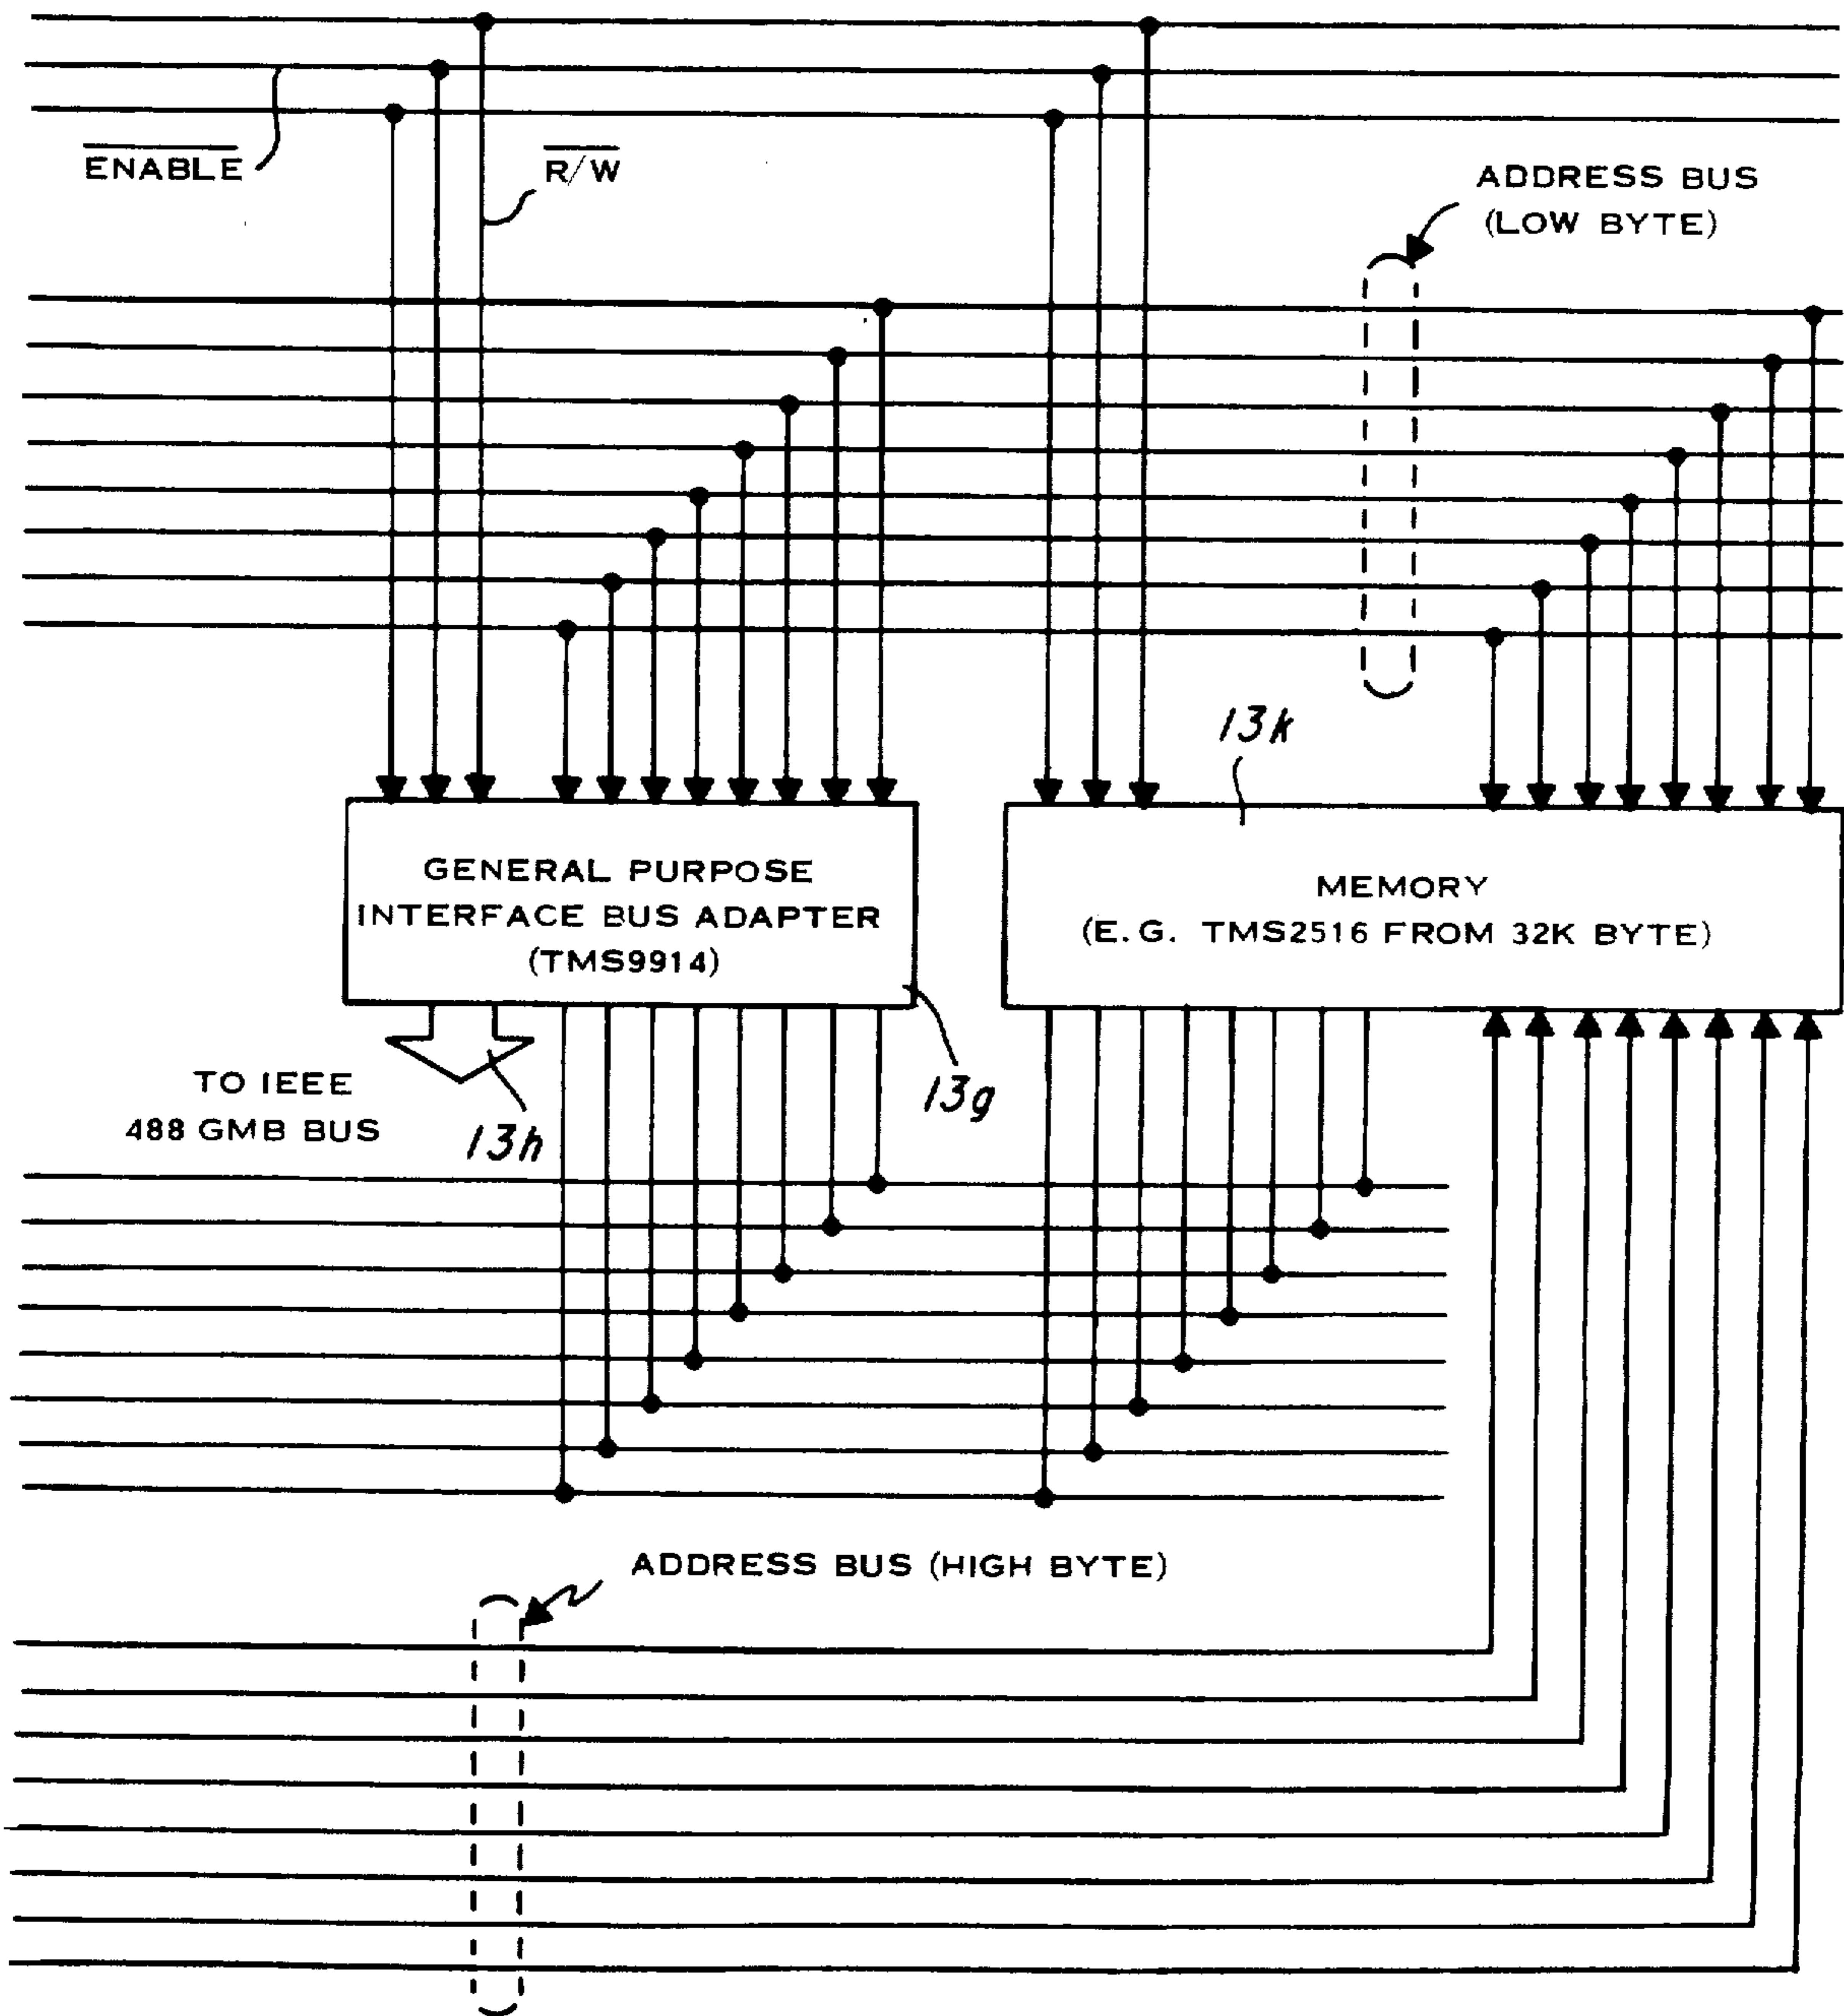 ENABLE
R/W
ADDRESS BUS
(LOW BYTE)
13k
GENERAL PURPOSE
INTERFACE BUS ADAPTER
(TMS9914)
MEMORY
(E.G. TMS2516 FROM 32K BYTE)
TO IEEE
488 GMB BUS
13h
13g
ADDRESS BUS (HIGH BYTE)